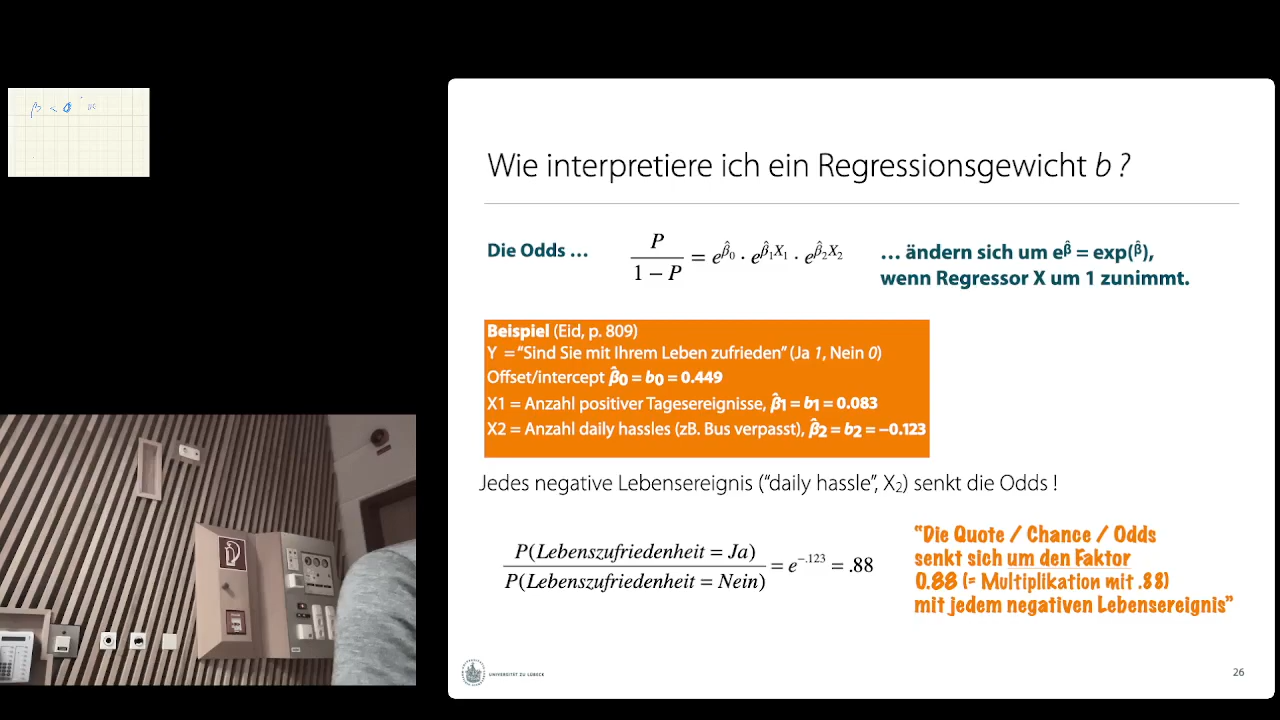 β < 0
Wie interpretiere ich ein Regressionsgewicht b ?
Die Odds …
P / (1 − P) = e^β̂₀ · e^β̂₁X₁ · e^β̂₂X₂
… ändern sich um e^β̂ = exp(β̂),
wenn Regressor X um 1 zunimmt.
Beispiel (Eid, p. 809)
Y = “Sind Sie mit Ihrem Leben zufrieden” (Ja 1, Nein 0)
Offset/intercept β̂0 = b0 = 0.449
X1 = Anzahl positiver Tagesereignisse, β̂1 = b1 = 0.083
X2 = Anzahl daily hassles (zB. Bus verpasst), β̂2 = b2 = −0.123
Jedes negative Lebensereignis (“daily hassle”, X₂) senkt die Odds !
P(Lebenszufriedenheit = Ja) / P(Lebenszufriedenheit = Nein) = e^−.123 = .88
“Die Quote / Chance / Odds
senkt sich um den Faktor
0.88 (= Multiplikation mit .88)
mit jedem negativen Lebensereignis”
UNIVERSITÄT ZU LÜBECK
26